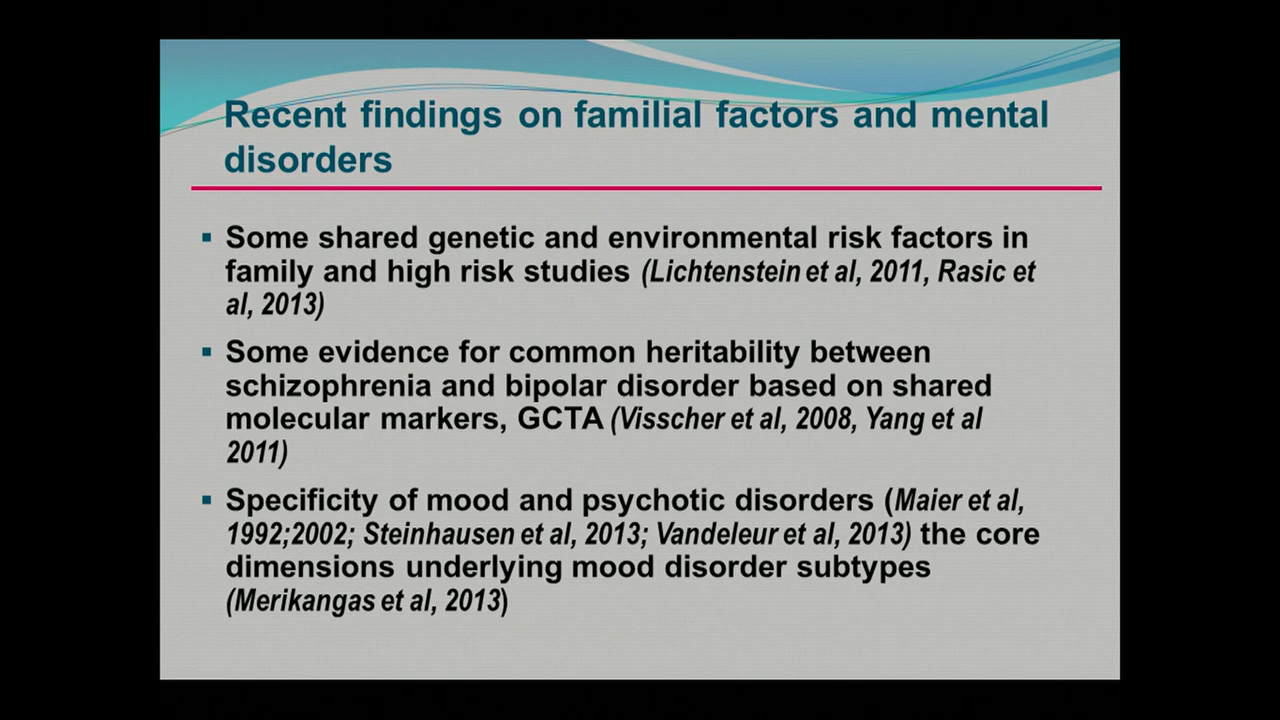 Recent findings on familial factors and mental
disorders
▪ Some shared genetic and environmental risk factors in
family and high risk studies (Lichtenstein et al, 2011, Rasic et
al, 2013)
▪ Some evidence for common heritability between
schizophrenia and bipolar disorder based on shared
molecular markers, GCTA (Visscher et al, 2008, Yang et al
2011)
▪ Specificity of mood and psychotic disorders (Maier et al,
1992;2002; Steinhausen et al, 2013; Vandeleur et al, 2013) the core
dimensions underlying mood disorder subtypes
(Merikangas et al, 2013)